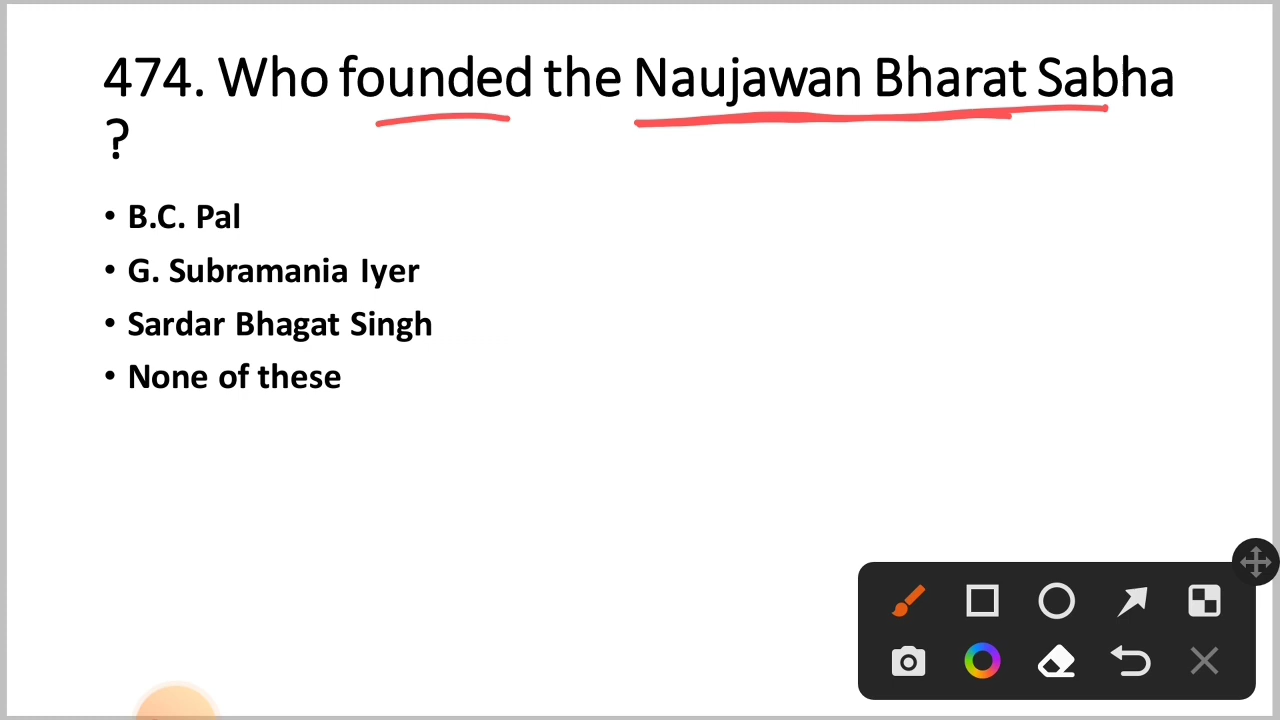 474. Who founded the Naujawan Bharat Sabha
?
• B.C. Pal
• G. Subramania Iyer
• Sardar Bhagat Singh
• None of these